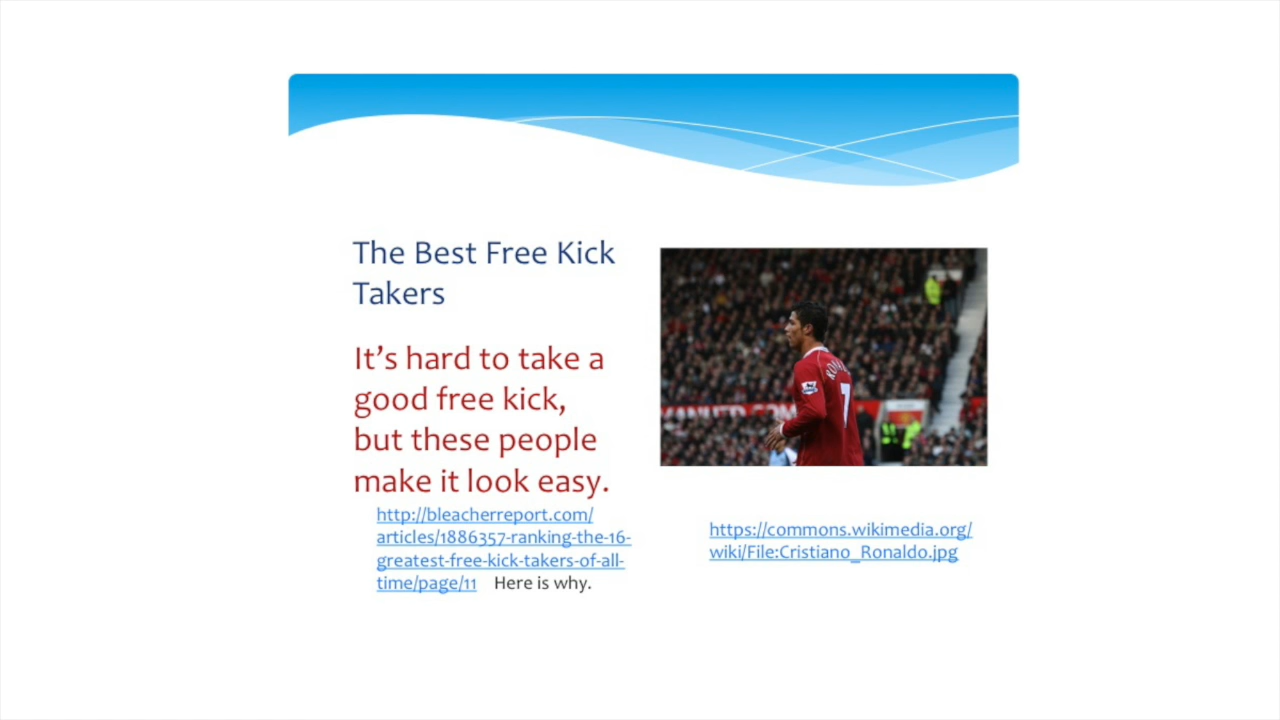 The Best Free Kick
Takers
It’s hard to take a
good free kick,
but these people
make it look easy.
http://bleacherreport.com/
articles/1886357-ranking-the-16-
greatest-free-kick-takers-of-all-
time/page/11 Here is why.
7
https://commons.wikimedia.org/
wiki/File:Cristiano_Ronaldo.jpg